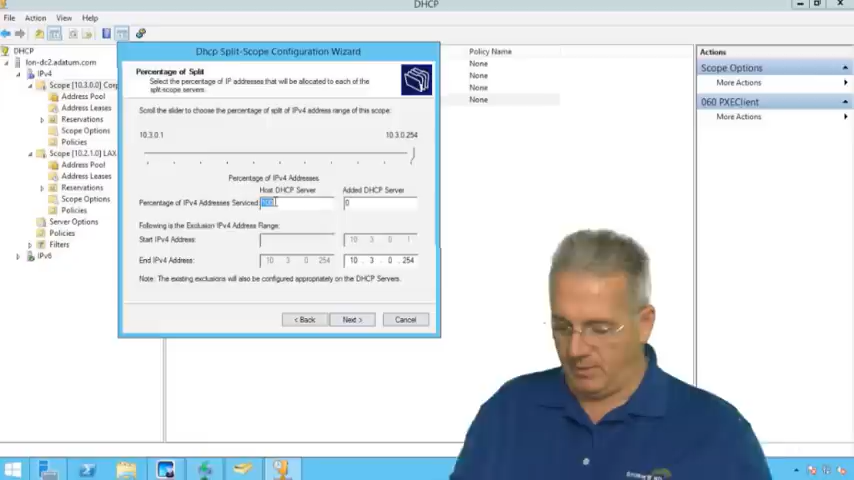 DHCP
File Action View Help
DHCP
lon-dc2.adatum.com
IPv4
Scope [10.3.0.0] Corp
Address Pool
Address Leases
Reservations
Scope Options
Policies
Scope [10.2.1.0] LAX
Address Pool
Address Leases
Reservations
Scope Options
Policies
Server Options
Policies
Filters
IPv6
Dhcp Split-Scope Configuration Wizard
Percentage of Split
Select the percentage of IP addresses that will be allocated to each of the
split-scope servers.
Scroll the slider to choose the percentage of split of IPv4 address range of this scope:
10.3.0.1 10.3.0.254
Percentage of IPv4 Addresses
Host DHCP Server Added DHCP Server
Percentage of IPv4 Addresses Serviced: 100 0
Following is the Exclusion IPv4 Address Range:
Start IPv4 Address: 10 3 0 1
End IPv4 Address: 10 3 0 254 10 . 3 . 0 . 254
Note: The existing exclusions will also be configured appropriately on the DHCP Servers.
< Back Next > Cancel
Policy Name
None
None
None
None
Actions
Scope Options
More Actions
060 PXEClient
More Actions